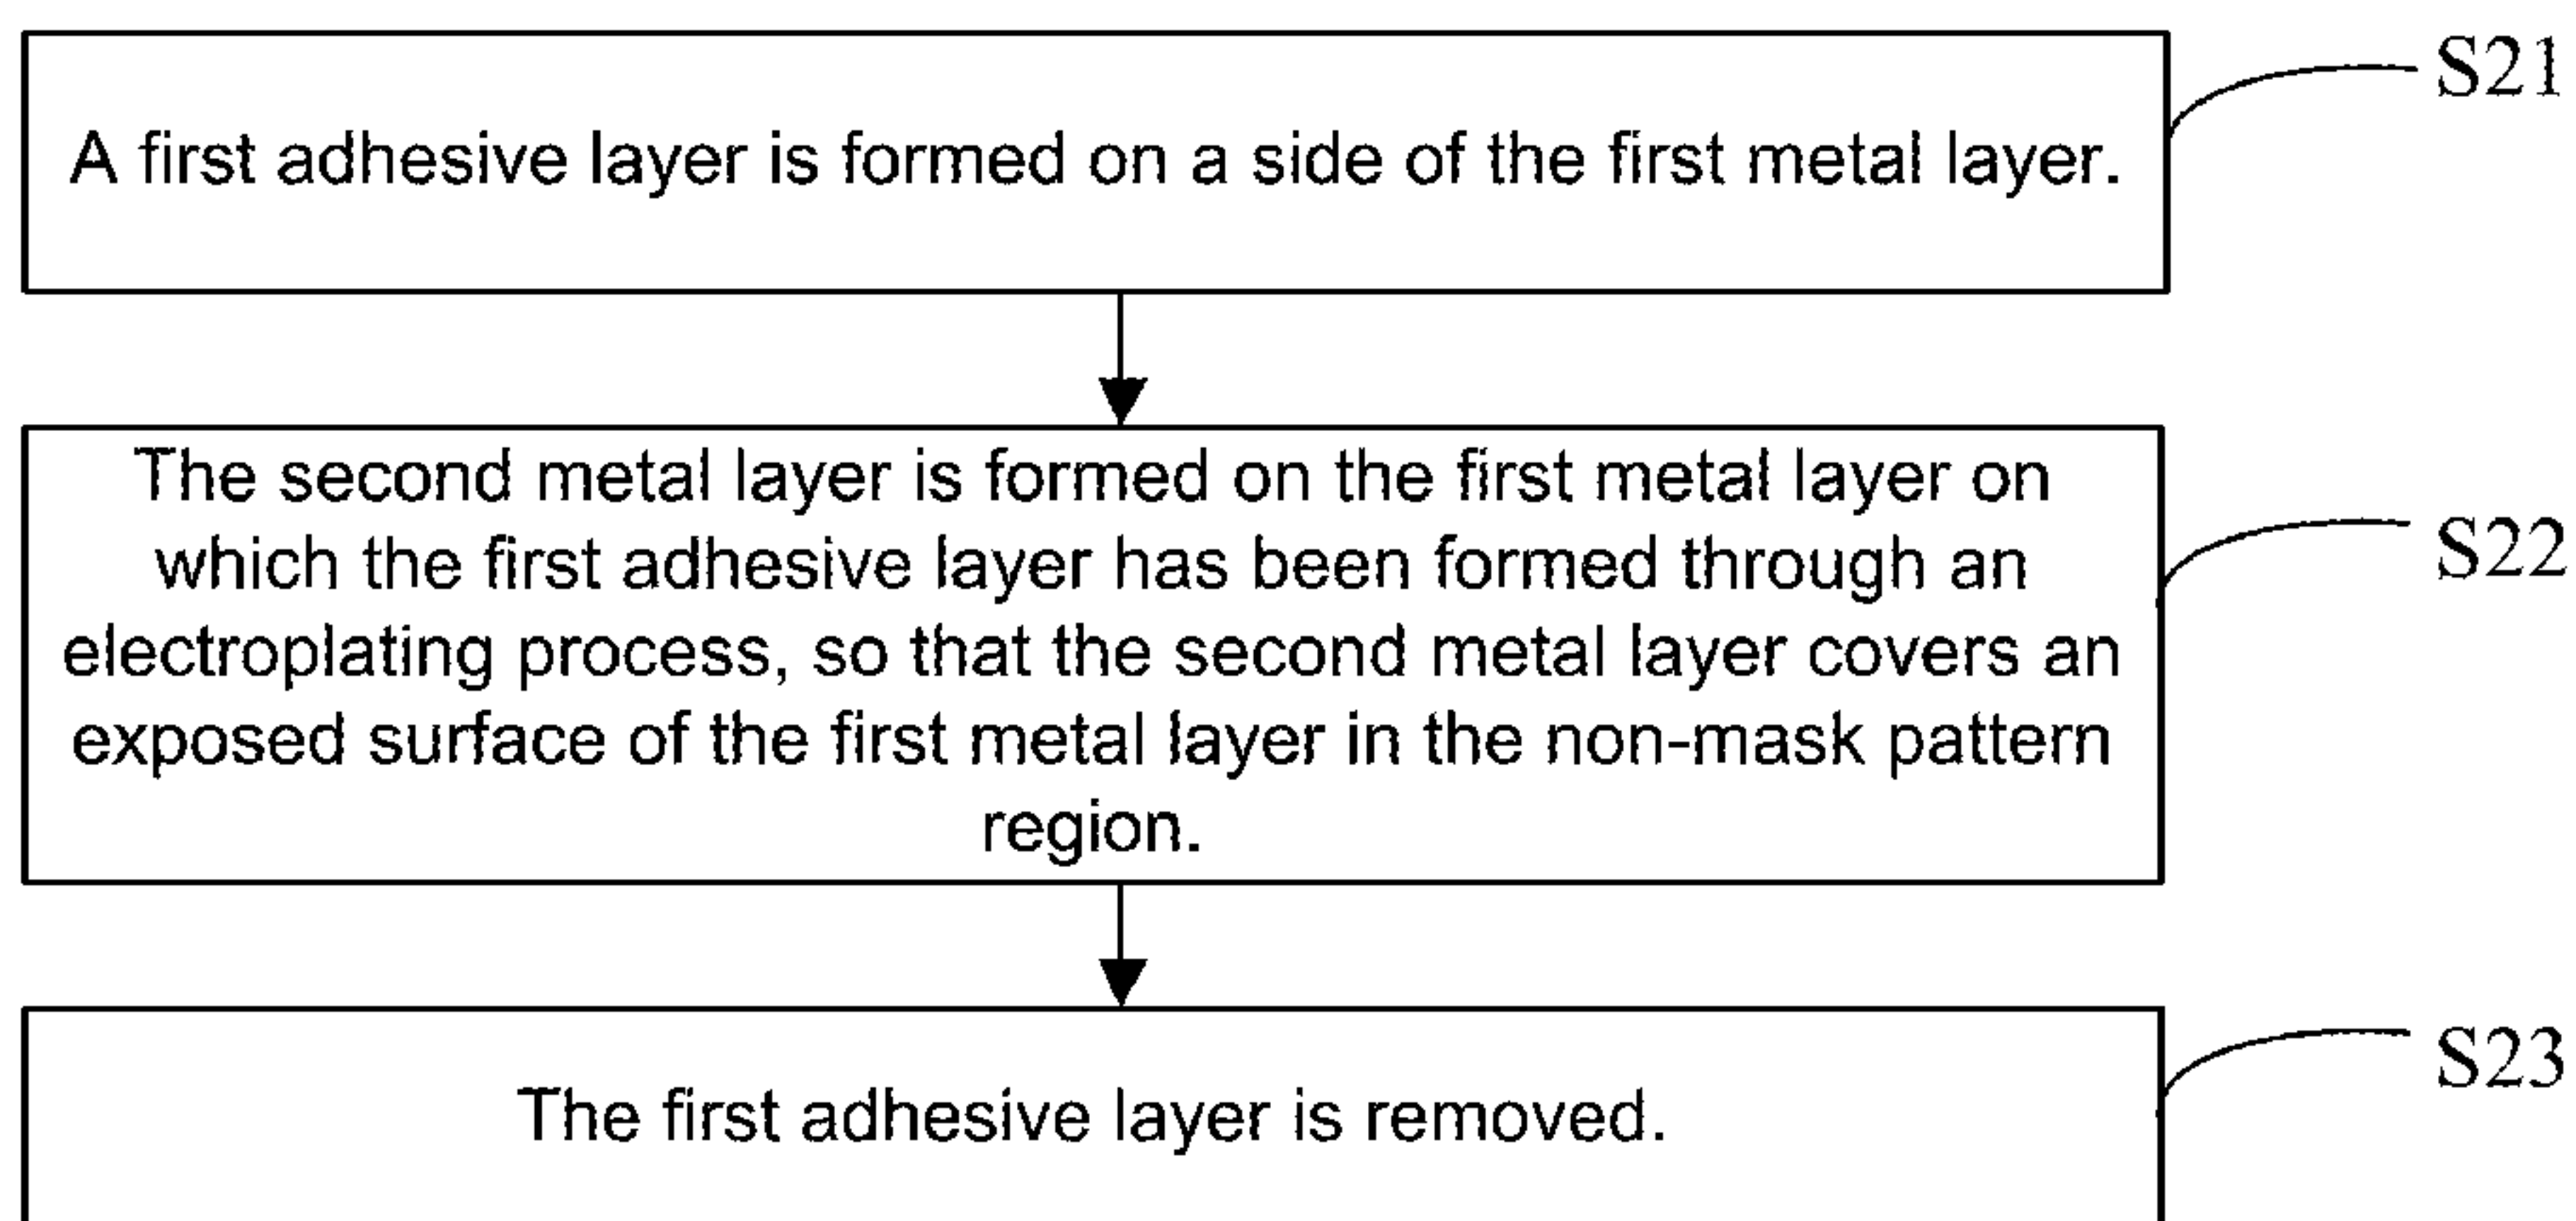 A first adhesive layer is formed on a side of the first metal layer.
S21
The second metal layer is formed on the first metal layer on
which the first adhesive layer has been formed through an
electroplating process, so that the second metal layer covers an
exposed surface of the first metal layer in the non-mask pattern
region.
S22
The first adhesive layer is removed.
S23